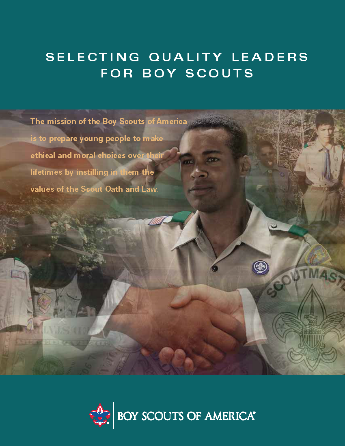 SELECTING QUALITY LEADERS
FOR BOY SCOUTS
The mission of the Boy Scouts of America
is to prepare young people to make
ethical and moral choices over their
lifetimes by instilling in them the
values of the Scout Oath and Law.
SCOUTMAST
BOY SCOUTS OF AMERICA®